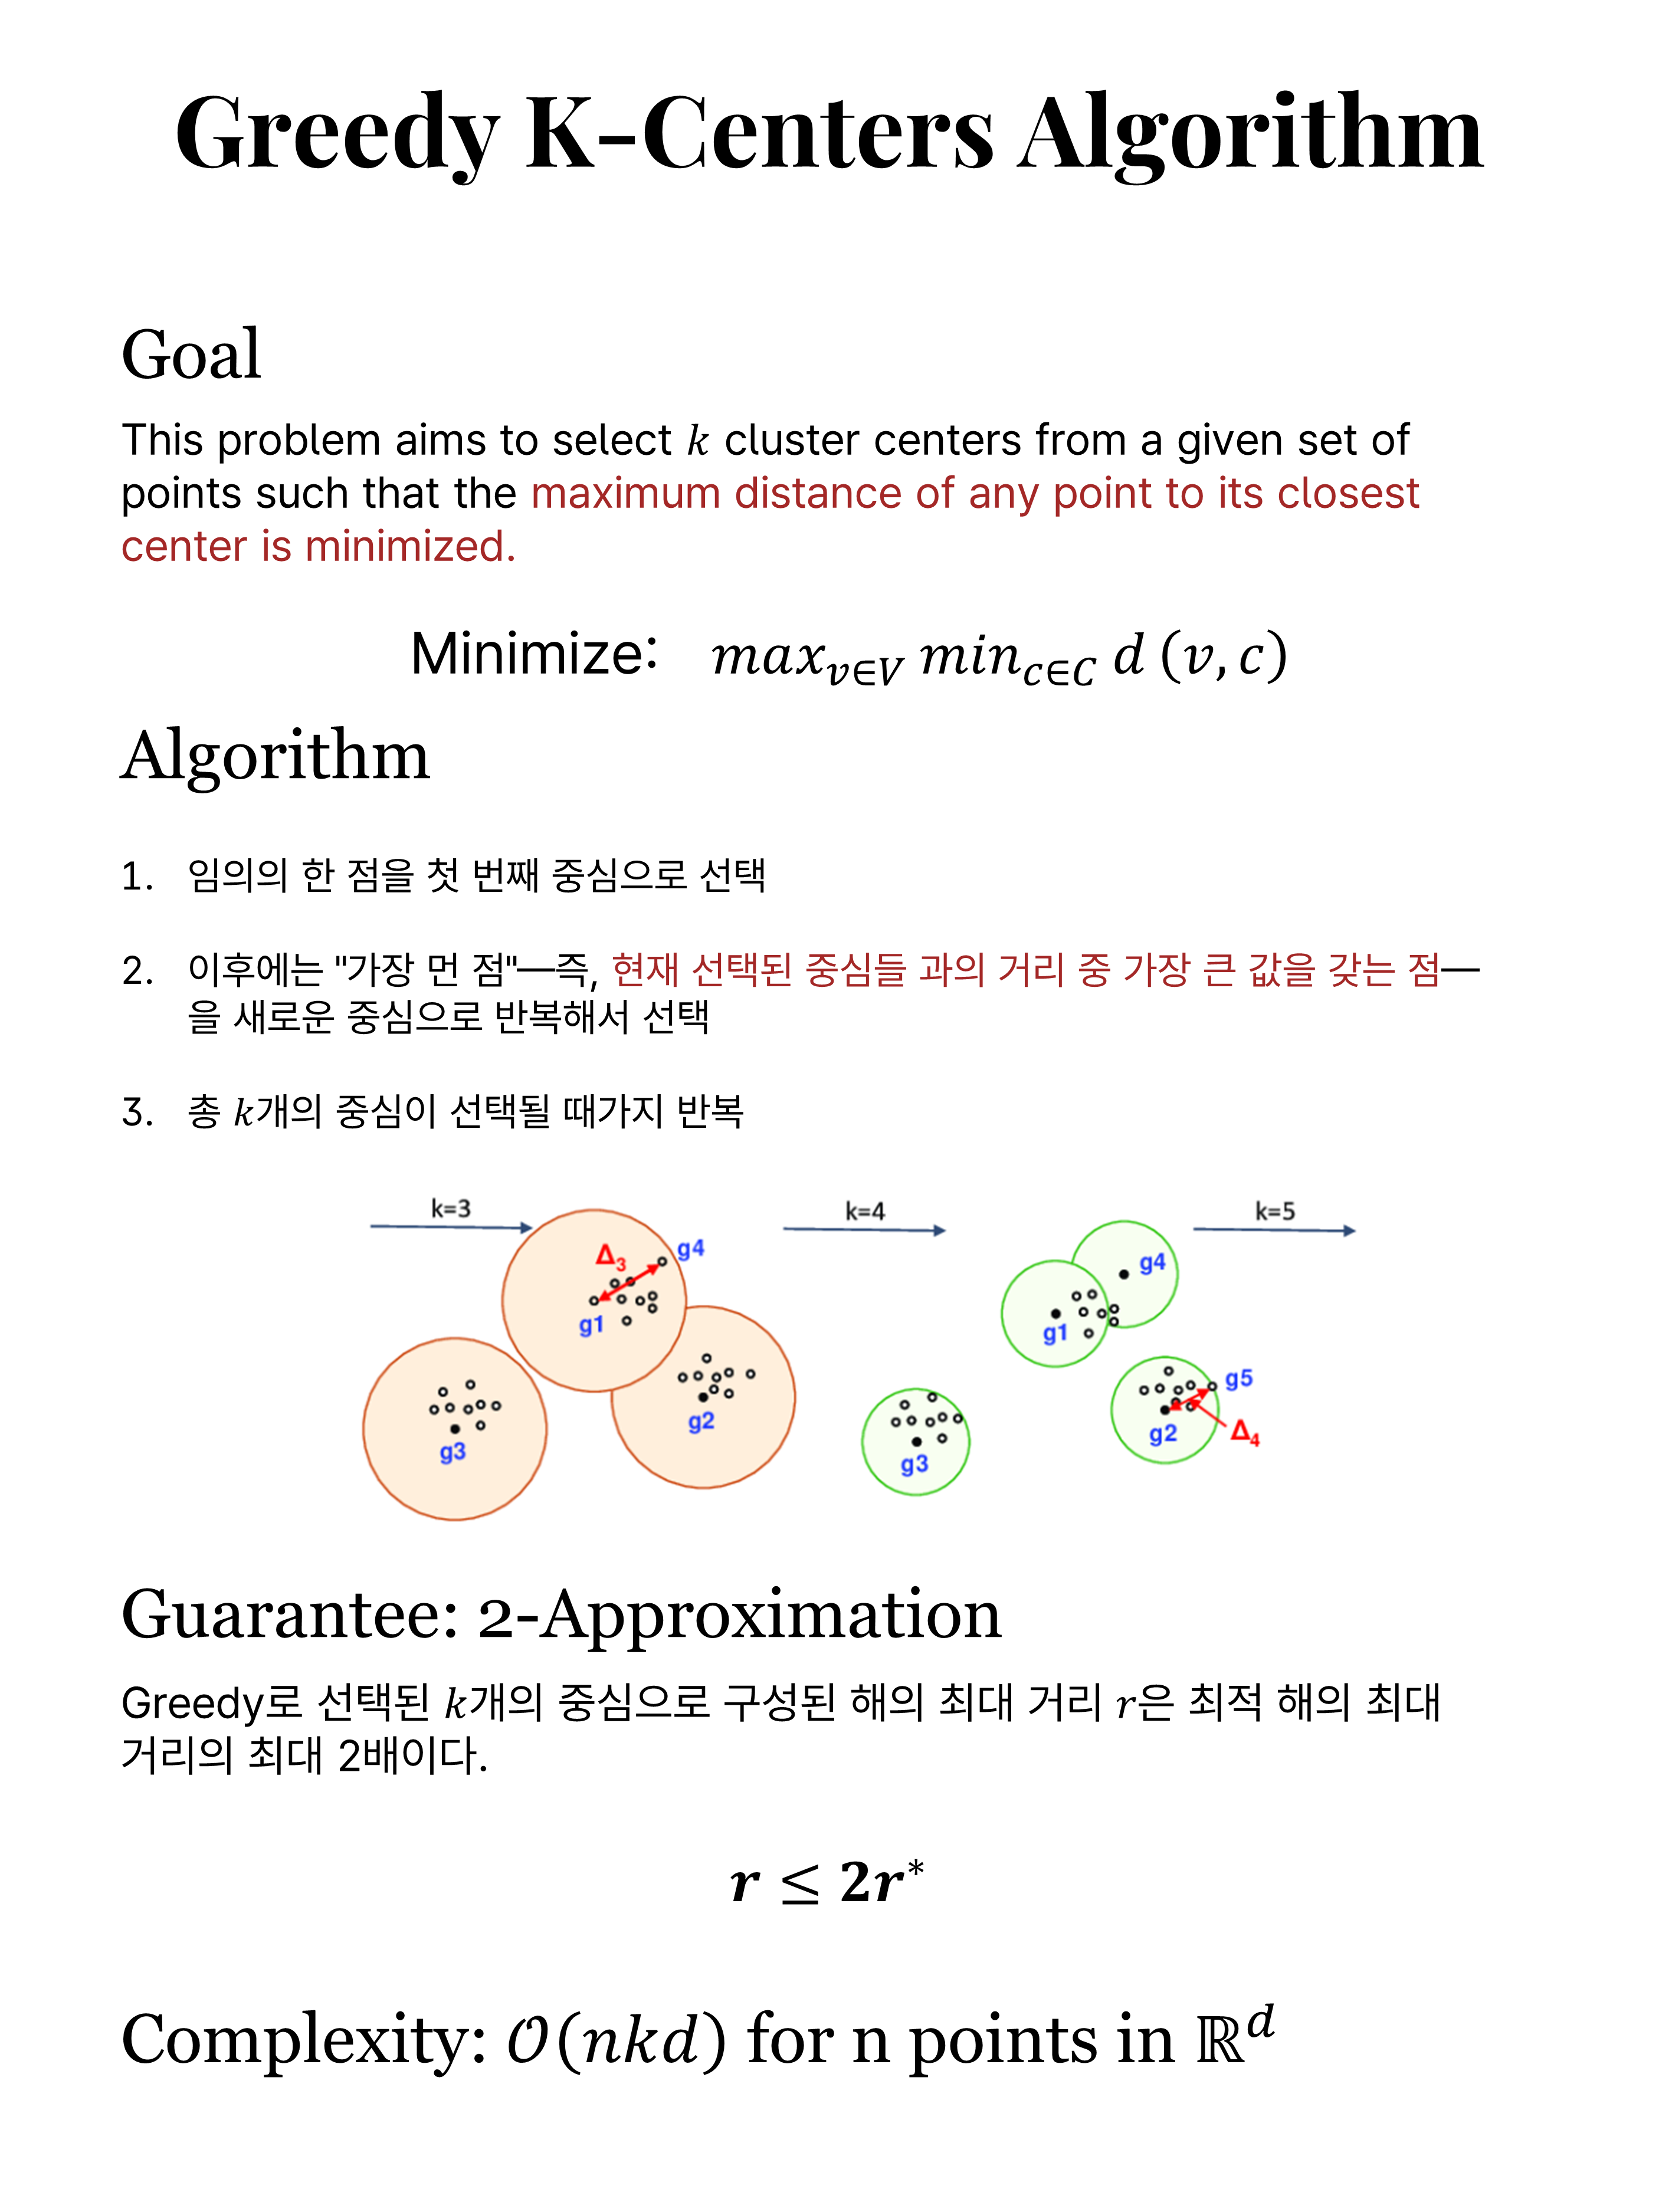 Greedy K-Centers Algorithm
Goal
This problem aims to select k cluster centers from a given set of
points such that the maximum distance of any point to its closest
center is minimized.
Minimize: max_{v∈V} min_{c∈C} d (v, c)
Algorithm
1. 임의의 한 점을 첫 번째 중심으로 선택
2. 이후에는 "가장 먼 점"—즉, 현재 선택된 중심들 과의 거리 중 가장 큰 값을 갖는 점—
을 새로운 중심으로 반복해서 선택
3. 총 k개의 중심이 선택될 때가지 반복
k=3
Δ3
g4
g1
g2
g3
k=4
g4
g1
g3
g5
g2
Δ4
k=5
Guarantee: 2-Approximation
Greedy로 선택된 k개의 중심으로 구성된 해의 최대 거리 r은 최적 해의 최대
거리의 최대 2배이다.
r ≤ 2r*
Complexity: 𝒪(nkd) for n points in ℝ^d